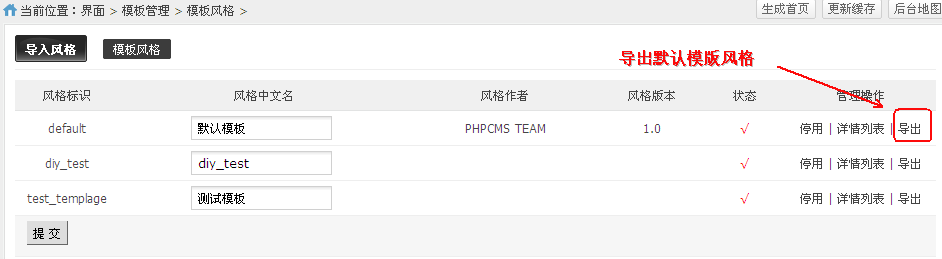 当前位置：界面 > 模板管理 > 模板风格 >
生成首页 更新缓存 后台地图
导入风格 模板风格
导出默认模版风格
风格标识 风格中文名 风格作者 风格版本 状态 管理操作
default 默认模板 PHPCMS TEAM 1.0 √ 停用 | 详情列表 | 导出
diy_test diy_test √ 停用 | 详情列表 | 导出
test_templage 测试模板 √ 停用 | 详情列表 | 导出
提 交